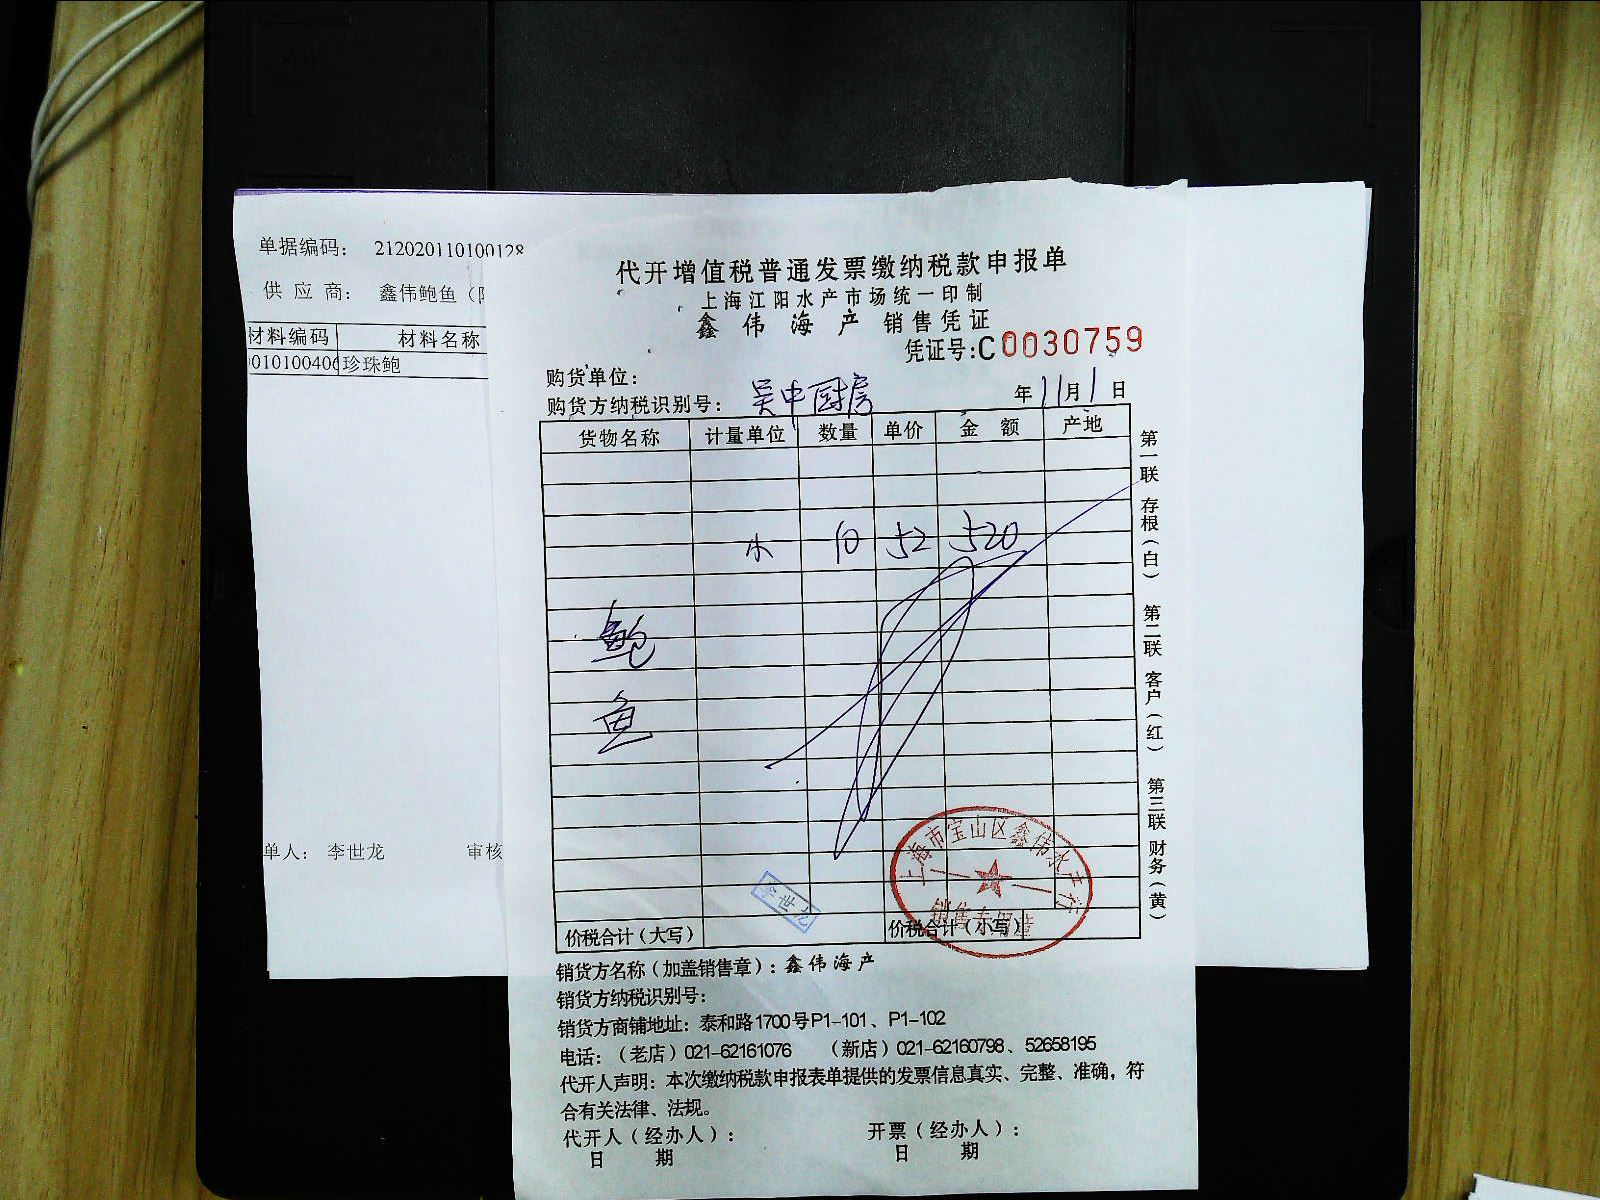 单据编码： 212020110100128
供 应 商： 鑫伟鲍鱼（
材料编码 材料名称
010100406 珍珠鲍
单人： 李世龙 审核
代开增值税普通发票缴纳税款申报单
上海江阳水产市场统一印制
鑫 伟 海 产 销售凭证
凭证号:C0030759
购货单位：
购货方纳税识别号： 吴中厨房 年11月1日
货物名称 计量单位 数量 单价 金 额 产地
小 10 52 520
鲍
鱼
李世龙
上海市宝山区鑫伟水产行
销售专用章
价税合计（大写） 价税合计（小写）
第一联 存根（白） 第二联 客户（红） 第三联 财务（黄）
销货方名称（加盖销售章）：鑫伟海产
销货方纳税识别号：
销货方商铺地址：泰和路1700号P1-101、P1-102
电话：（老店）021-62161076 （新店）021-62160798、52658195
代开人声明：本次缴纳税款申报表单提供的发票信息真实、完整、准确，符
合有关法律、法规。
代开人（经办人）： 开票（经办人）：
日 期 日 期